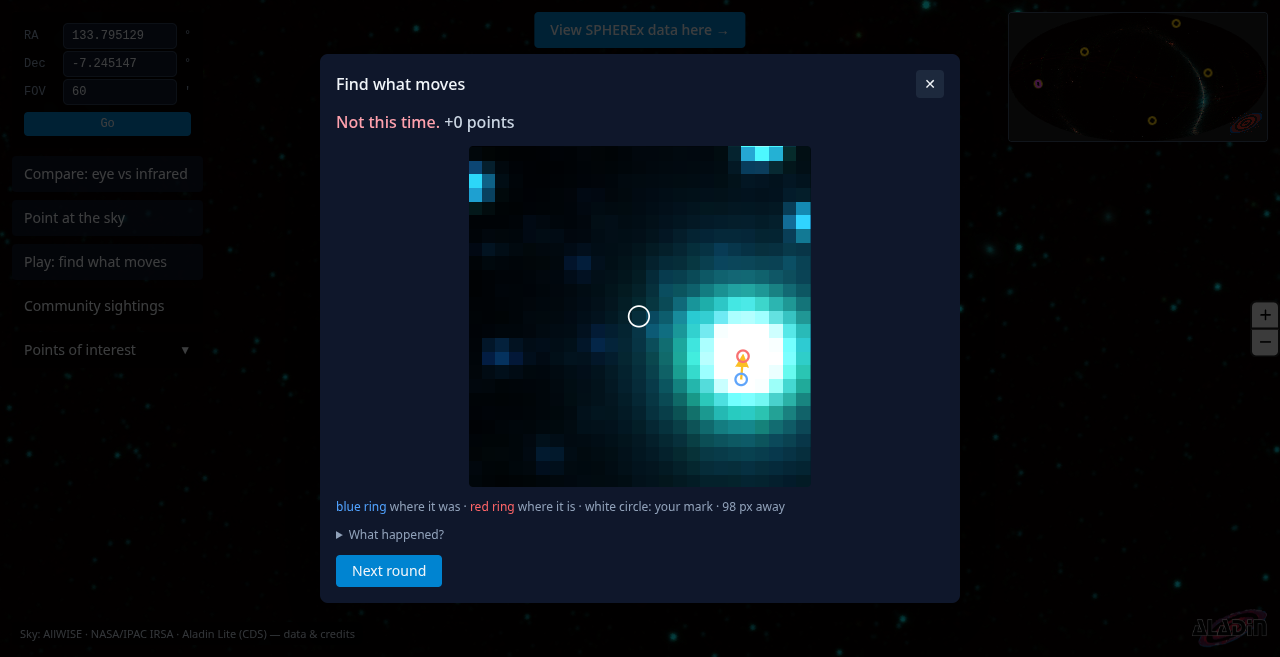 RA 133.795129 °
Dec -7.245147 °
FOV 60 '
Go
View SPHEREx data here →
Compare: eye vs infrared
Point at the sky
Play: find what moves
Community sightings
Points of interest ▼
Find what moves
✕
Not this time. +0 points
blue ring where it was · red ring where it is · white circle: your mark · 98 px away
▶ What happened?
Next round
+
−
Sky: AllWISE · NASA/IPAC IRSA · Aladin Lite (CDS) — data & credits
ALADIN